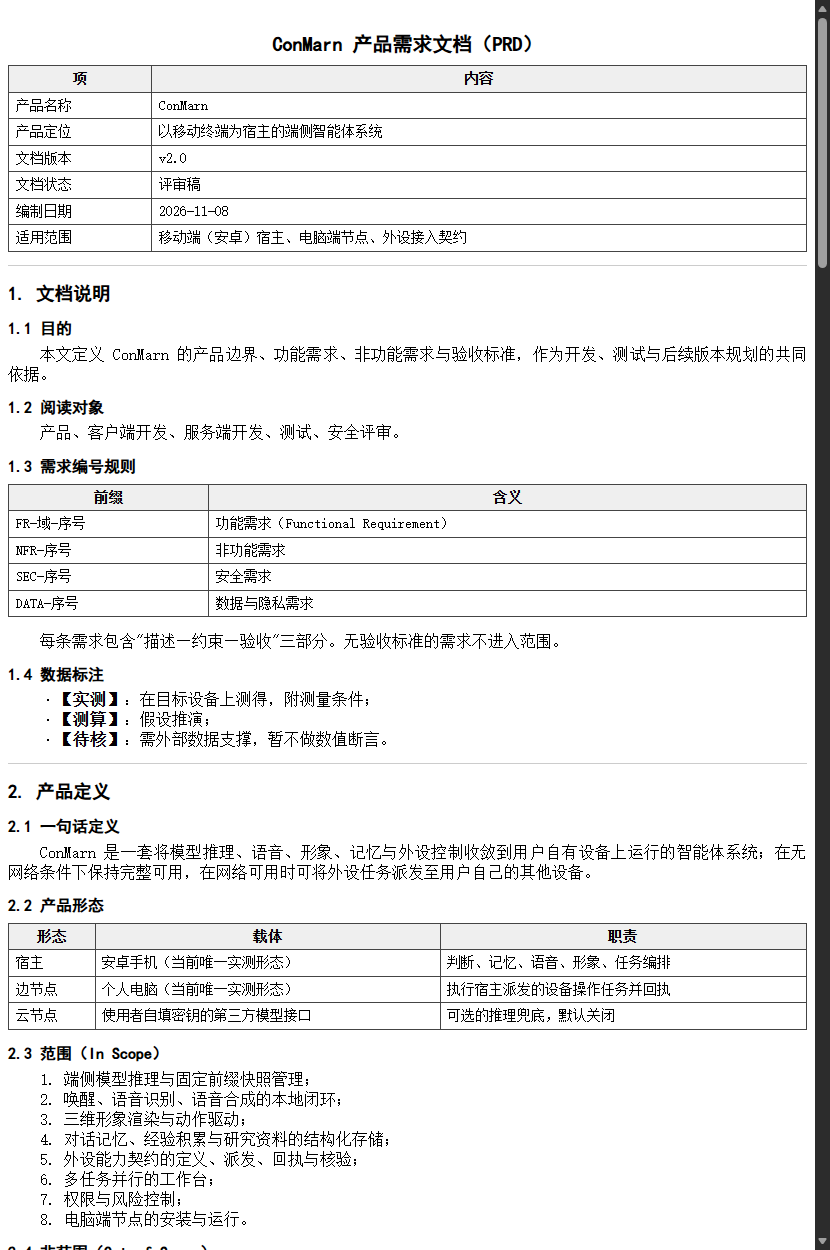 ConMarn 产品需求文档（PRD）
项 内容
产品名称 ConMarn
产品定位 以移动终端为宿主的端侧智能体系统
文档版本 v2.0
文档状态 评审稿
编制日期 2026-11-08
适用范围 移动端（安卓）宿主、电脑端节点、外设接入契约
1. 文档说明
1.1 目的
本文定义 ConMarn 的产品边界、功能需求、非功能需求与验收标准，作为开发、测试与后续版本规划的共同
依据。
1.2 阅读对象
产品、客户端开发、服务端开发、测试、安全评审。
1.3 需求编号规则
前缀 含义
FR-域-序号 功能需求（Functional Requirement）
NFR-序号 非功能需求
SEC-序号 安全需求
DATA-序号 数据与隐私需求
每条需求包含"描述—约束—验收"三部分。无验收标准的需求不进入范围。
1.4 数据标注
·【实测】：在目标设备上测得，附测量条件；
·【测算】：假设推演；
·【待核】：需外部数据支撑，暂不做数值断言。
2. 产品定义
2.1 一句话定义
ConMarn 是一套将模型推理、语音、形象、记忆与外设控制收敛到用户自有设备上运行的智能体系统；在无
网络条件下保持完整可用，在网络可用时可将外设任务派发至用户自己的其他设备。
2.2 产品形态
形态 载体 职责
宿主 安卓手机（当前唯一实测形态） 判断、记忆、语音、形象、任务编排
边节点 个人电脑（当前唯一实测形态） 执行宿主派发的设备操作任务并回执
云节点 使用者自填密钥的第三方模型接口 可选的推理兜底，默认关闭
2.3 范围（In Scope）
1. 端侧模型推理与固定前缀快照管理；
2. 唤醒、语音识别、语音合成的本地闭环；
3. 三维形象渲染与动作驱动；
4. 对话记忆、经验积累与研究资料的结构化存储；
5. 外设能力契约的定义、派发、回执与核验；
6. 多任务并行的工作台；
7. 权限与风险控制；
8. 电脑端节点的安装与运行。